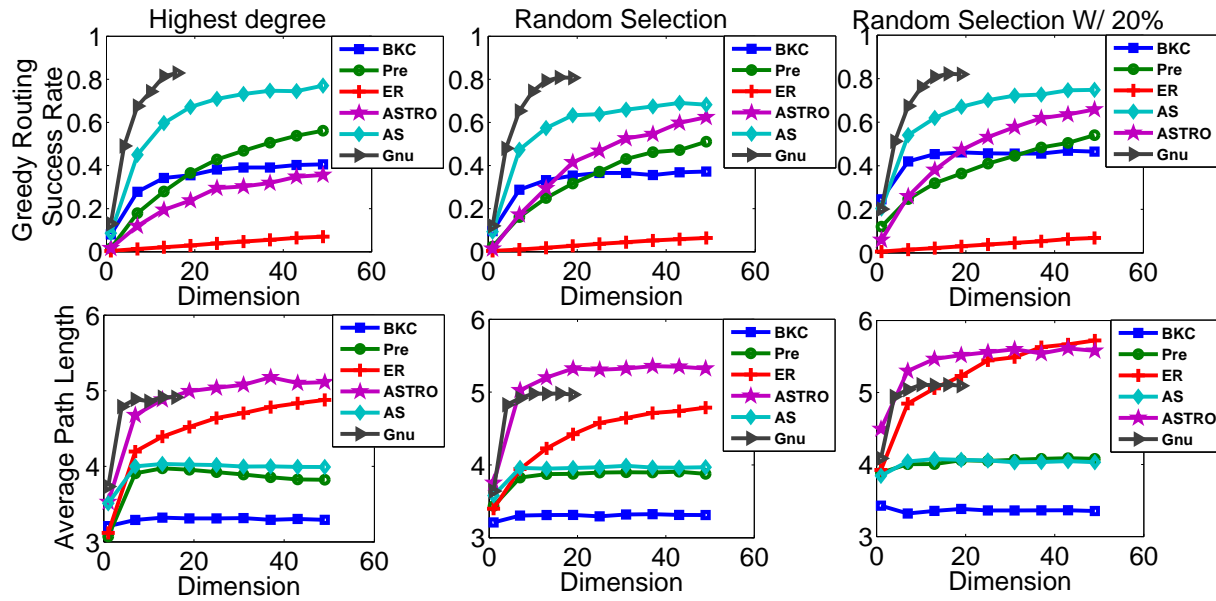 Highest degree
Random Selection
Random Selection W/ 20%
Greedy Routing
Success Rate
1
0.8
0.6
0.4
0.2
0
0 20 40 60
Dimension
BKC
Pre
ER
ASTRO
AS
Gnu
1
0.8
0.6
0.4
0.2
0
0 20 40 60
Dimension
BKC
Pre
ER
ASTRO
AS
Gnu
1
0.8
0.6
0.4
0.2
0
0 20 40 60
Dimension
BKC
Pre
ER
ASTRO
AS
Gnu
Average Path Length
6
5
4
3
0 20 40 60
Dimension
BKC
Pre
ER
ASTRO
AS
Gnu
6
5
4
3
0 20 40 60
Dimension
BKC
Pre
ER
ASTRO
AS
Gnu
6
5
4
3
0 20 40 60
Dimension
BKC
Pre
ER
AS
ASTRO
Gnu